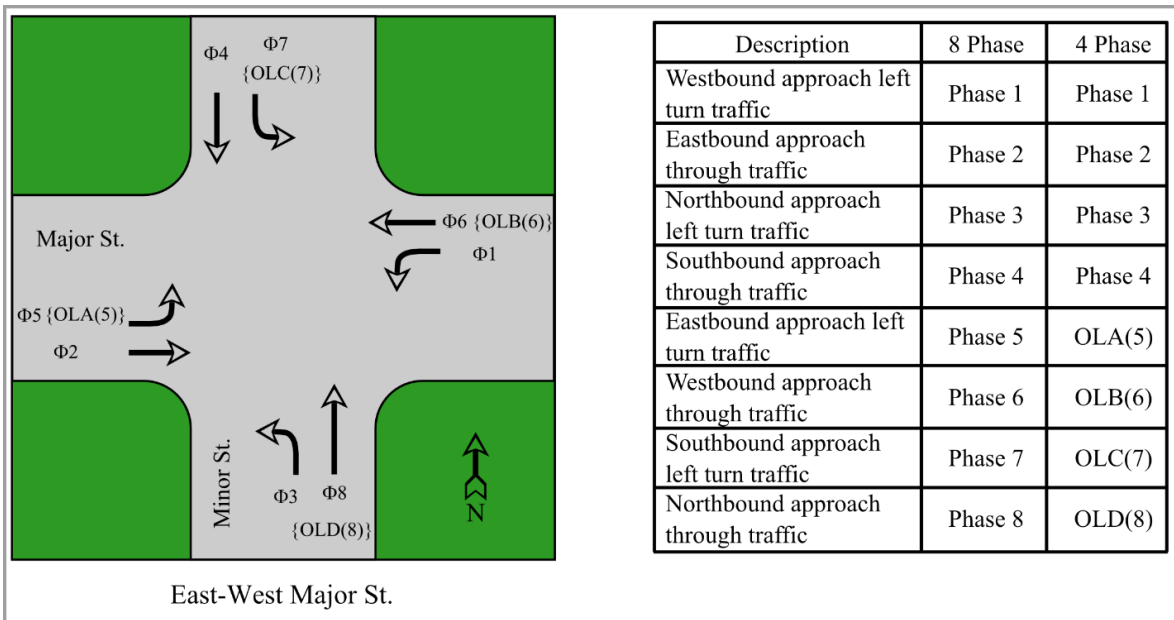 Φ4
Φ7
{OLC(7)}
Φ6 {OLB(6)}
Φ1
Major St.
Φ5 {OLA(5)}
Φ2
Minor St.
Φ3
Φ8
{OLD(8)}
N
East-West Major St.
Description 8 Phase 4 Phase
Westbound approach left
turn traffic
Phase 1 Phase 1
Eastbound approach
through traffic
Phase 2 Phase 2
Northbound approach
left turn traffic
Phase 3 Phase 3
Southbound approach
through traffic
Phase 4 Phase 4
Eastbound approach left
turn traffic
Phase 5 OLA(5)
Westbound approach
through traffic
Phase 6 OLB(6)
Southbound approach
left turn traffic
Phase 7 OLC(7)
Northbound approach
through traffic
Phase 8 OLD(8)